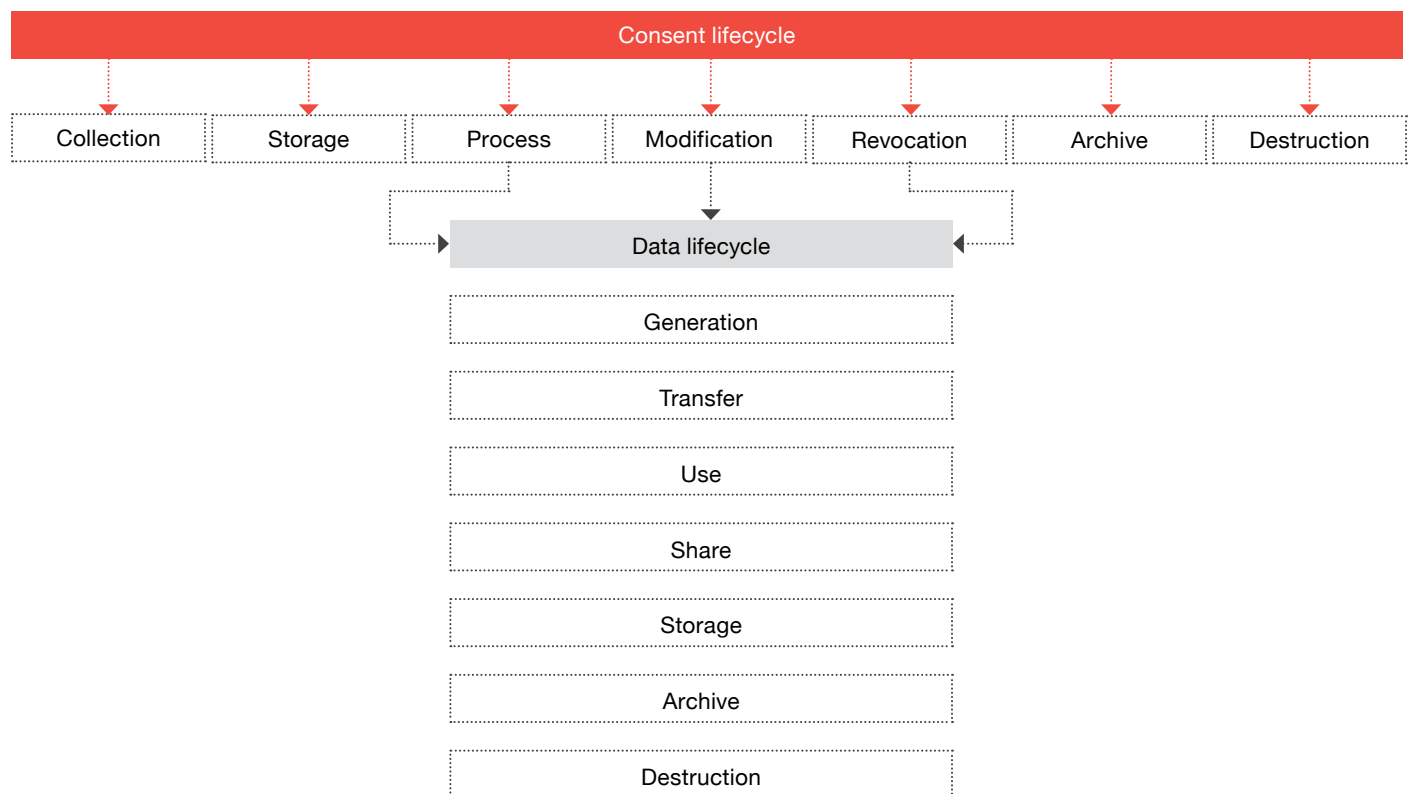 Consent lifecycle
Collection Storage Process Modification Revocation Archive Destruction
Data lifecycle
Generation
Transfer
Use
Share
Storage
Archive
Destruction